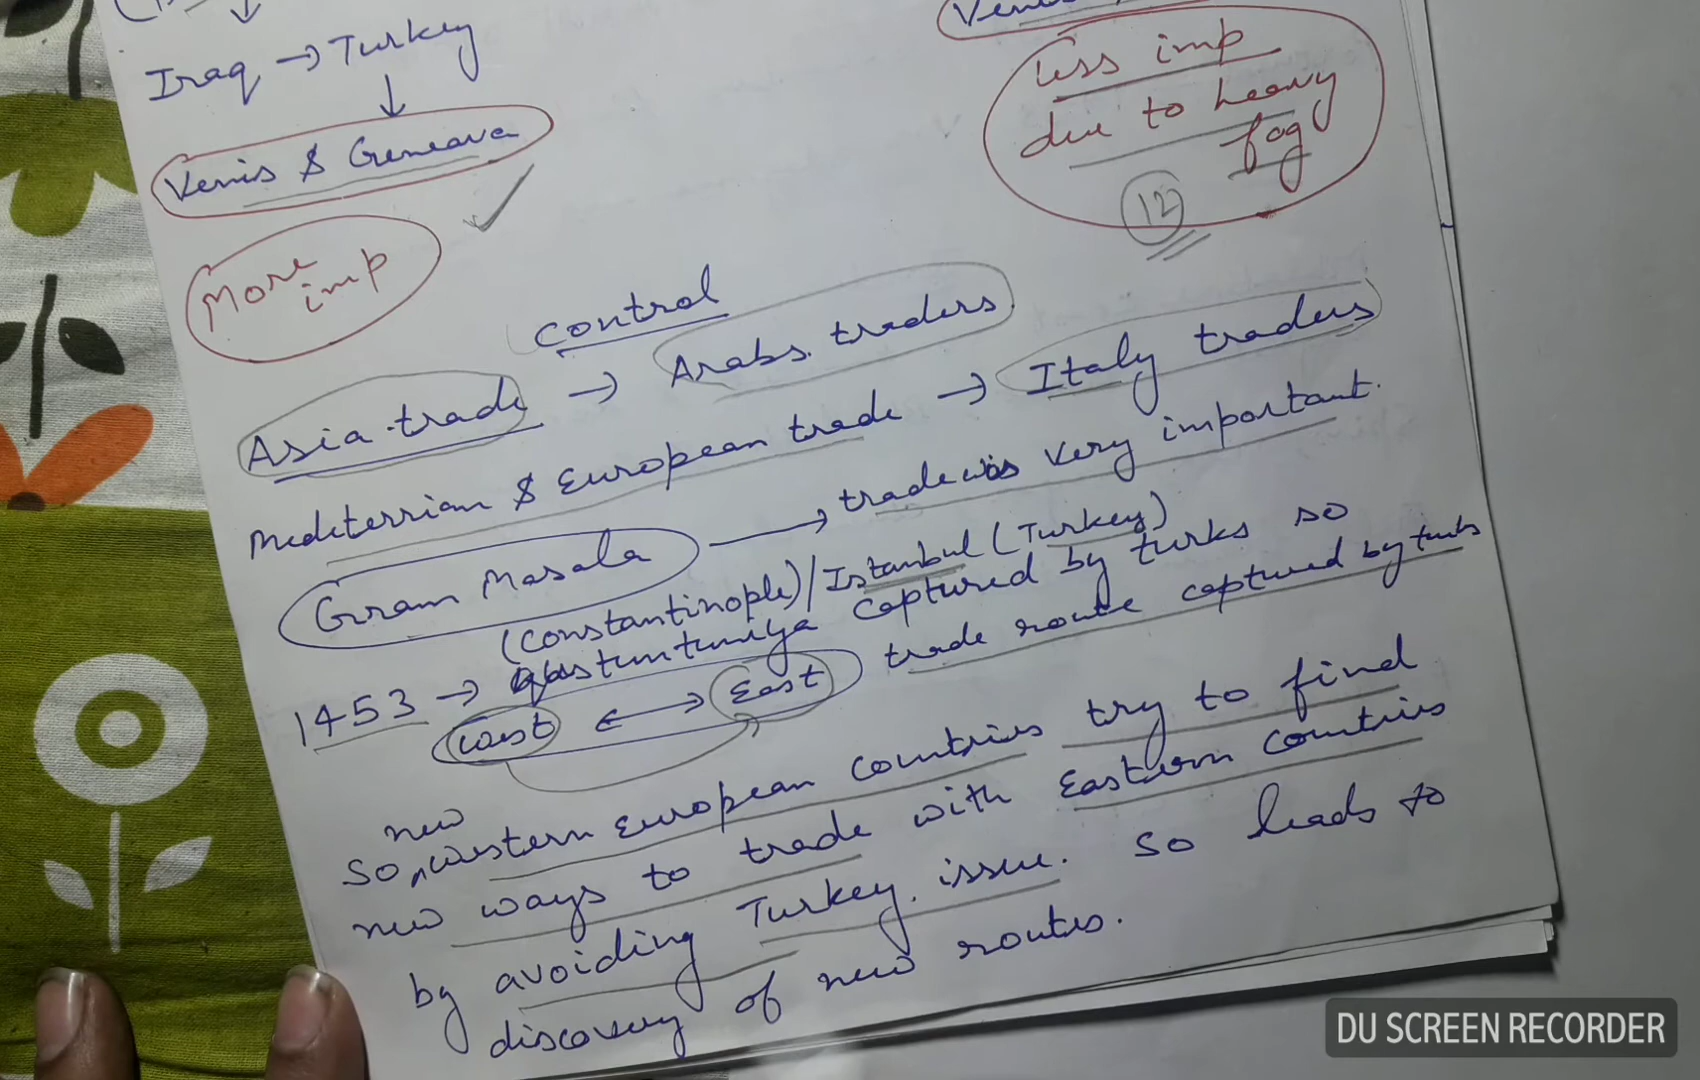 Iraq → Turkey
↓
Venis & Geneava
More
imp
Venis
Less imp
due to heavy
fog
12
Control
Asia trade → Arabs. traders
Mediterrian & European trade → Italy traders
Gram Masala → trade was very important.
(Constantinople)/Istanbul (Turkey)
1453 → Qustuntuniya captured by turks so
West ↔ East trade route captured by turks
new
So, western European countries try to find
new ways to trade with Eastern countries
by avoiding Turkey issue. So leads to
discovery of new routes.
DU SCREEN RECORDER